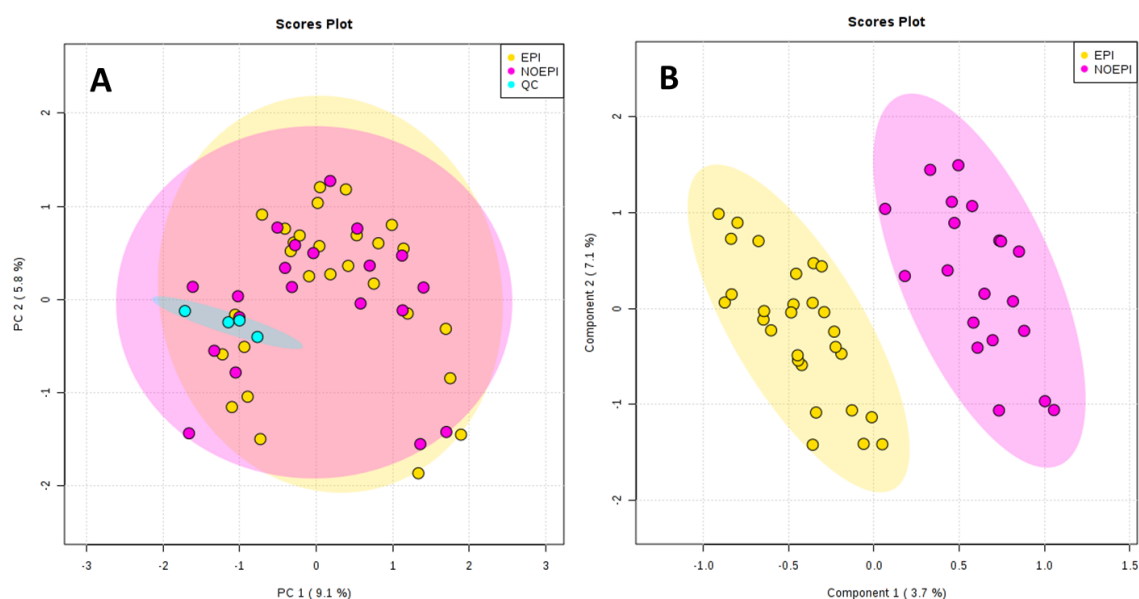 Scores Plot
A
EPI
NOEPI
QC
2
1
0
-1
-2
PC 2 ( 5.8 %)
-3
-2
-1
0
1
2
3
PC 1 ( 9.1 %)
Scores Plot
B
EPI
NOEPI
2
1
0
-1
-2
Component 2 ( 7.1 %)
-1.0
-0.5
0.0
0.5
1.0
1.5
Component 1 ( 3.7 %)